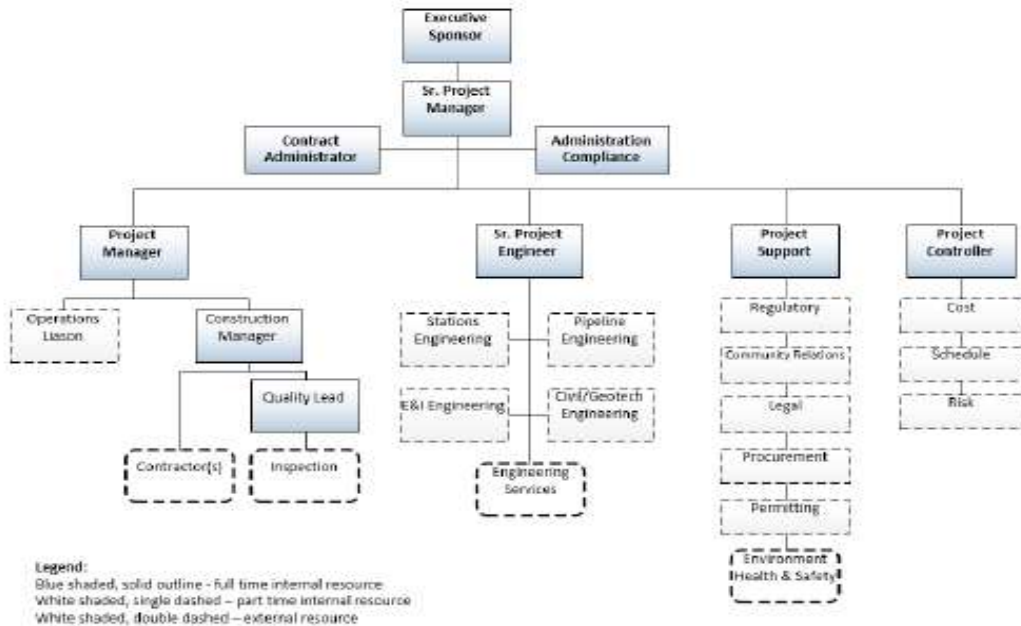 Executive
Sponsor
Sr. Project
Manager
Contract
Administrator
Administration
Compliance
Project
Manager
Sr. Project
Engineer
Project
Support
Project
Controller
Operations
Liason
Construction
Manager
Stations
Engineering
Pipeline
Engineering
Regulatory
Cost
Community Relations
Schedule
Quality Lead
E&I Engineering
Civil/Geotech
Engineering
Legal
Risk
Contractor(s)
Inspection
Engineering
Services
Procurement
Permitting
Environment
Health & Safety
Legend:
Blue shaded, solid outline - full time internal resource
White shaded, single dashed – part time internal resource
White shaded, double dashed – external resource